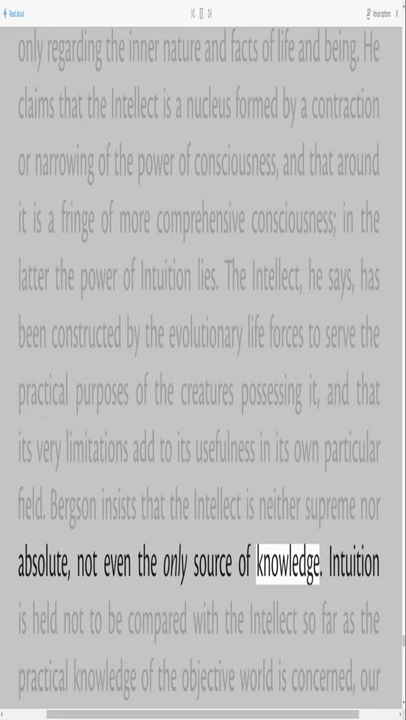 Read aloud
Voice options
only regarding the inner nature and facts of life and being. He
claims that the Intellect is a nucleus formed by a contraction
or narrowing of the power of consciousness, and that around
it is a fringe of more comprehensive consciousness; in the
latter the power of Intuition lies. The Intellect, he says, has
been constructed by the evolutionary life forces to serve the
practical purposes of the creatures possessing it, and that
its very limitations add to its usefulness in its own particular
field. Bergson insists that the Intellect is neither supreme nor
absolute, not even the only source of knowledge. Intuition
is held not to be compared with the Intellect so far as the
practical knowledge of the objective world is concerned, our